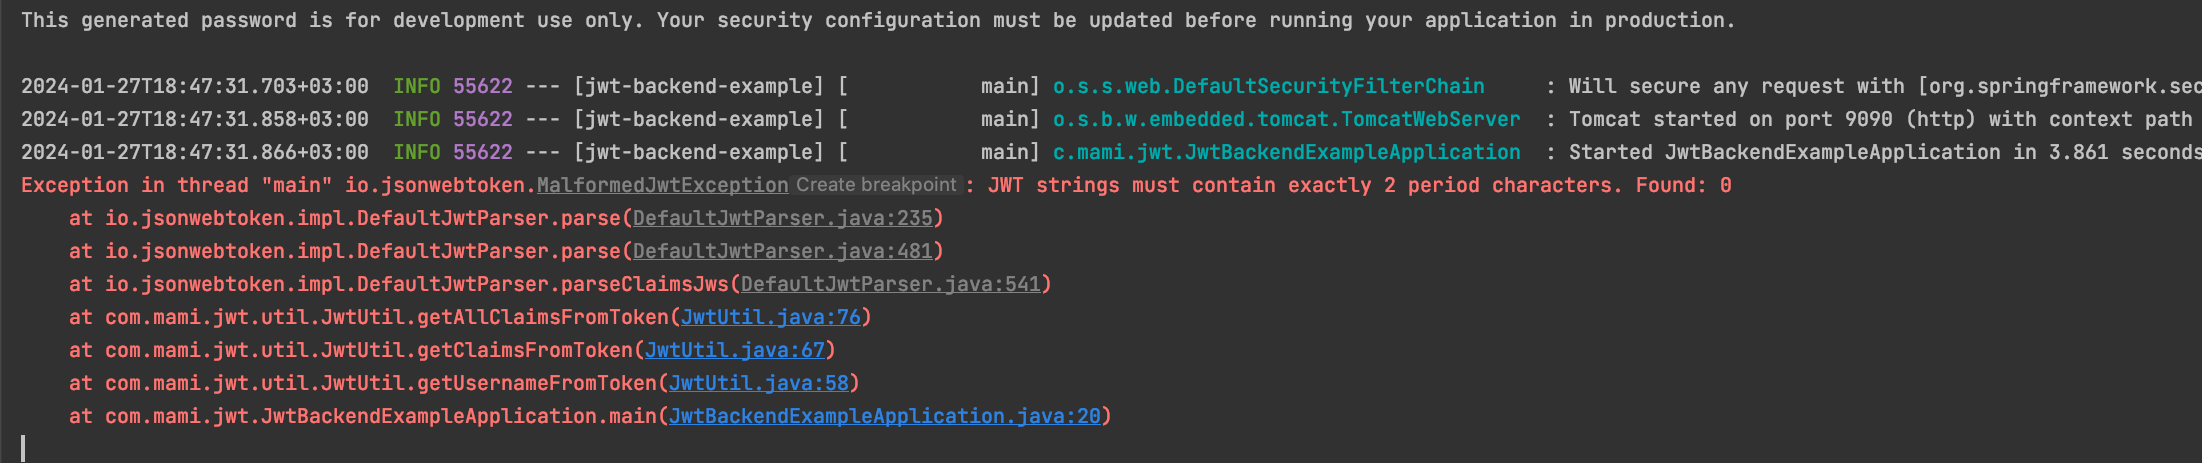 This generated password is for development use only. Your security configuration must be updated before running your application in production.
2024-01-27T18:47:31.703+03:00  INFO 55622 --- [jwt-backend-example] [           main] o.s.s.web.DefaultSecurityFilterChain     : Will secure any request with [org.springframework.sec
2024-01-27T18:47:31.858+03:00  INFO 55622 --- [jwt-backend-example] [           main] o.s.b.w.embedded.tomcat.TomcatWebServer  : Tomcat started on port 9090 (http) with context path
2024-01-27T18:47:31.866+03:00  INFO 55622 --- [jwt-backend-example] [           main] c.mami.jwt.JwtBackendExampleApplication  : Started JwtBackendExampleApplication in 3.861 seconds
Exception in thread "main" io.jsonwebtoken.MalformedJwtException Create breakpoint : JWT strings must contain exactly 2 period characters. Found: 0
    at io.jsonwebtoken.impl.DefaultJwtParser.parse(DefaultJwtParser.java:235)
    at io.jsonwebtoken.impl.DefaultJwtParser.parse(DefaultJwtParser.java:481)
    at io.jsonwebtoken.impl.DefaultJwtParser.parseClaimsJws(DefaultJwtParser.java:541)
    at com.mami.jwt.util.JwtUtil.getAllClaimsFromToken(JwtUtil.java:76)
    at com.mami.jwt.util.JwtUtil.getClaimsFromToken(JwtUtil.java:67)
    at com.mami.jwt.util.JwtUtil.getUsernameFromToken(JwtUtil.java:58)
    at com.mami.jwt.JwtBackendExampleApplication.main(JwtBackendExampleApplication.java:20)